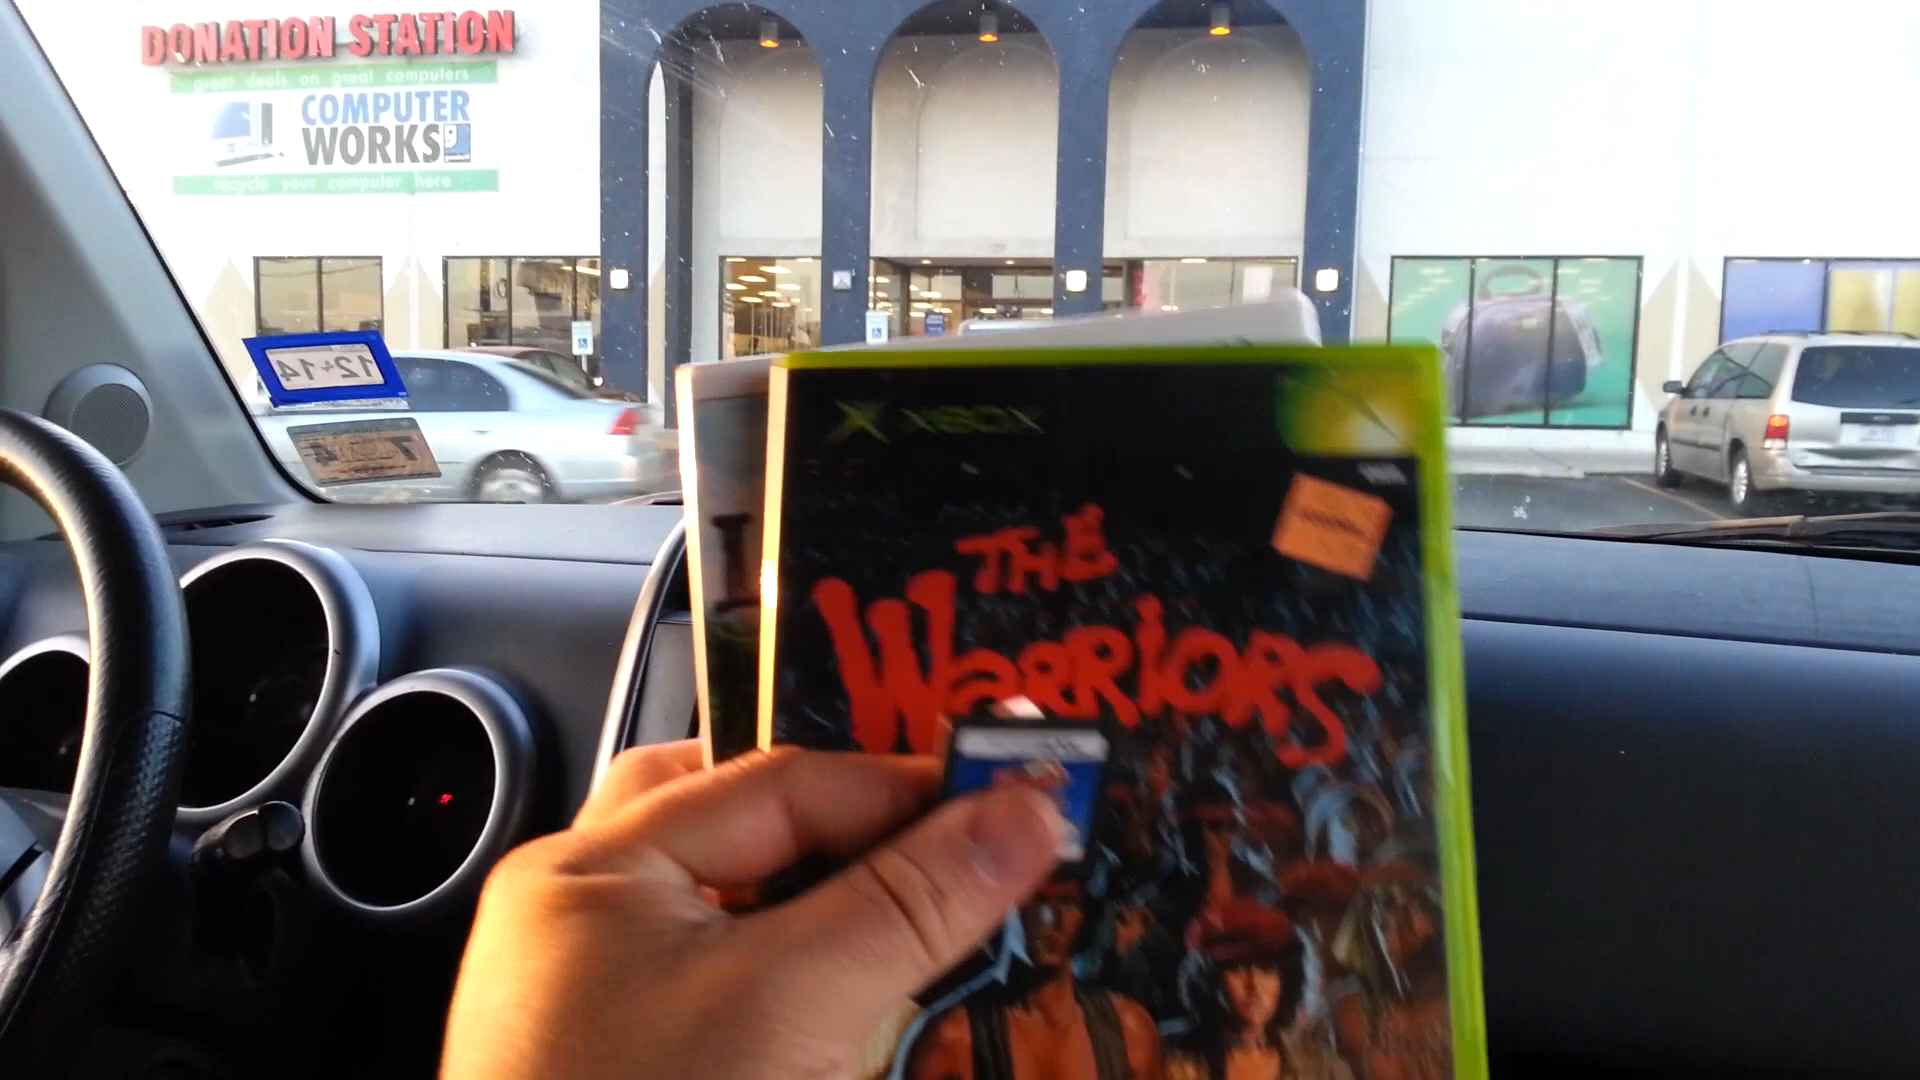 DONATION STATION
great deals on great computers
COMPUTER
WORKS
recycle your computer here
12 14
XBOX
THE
WARRIORS